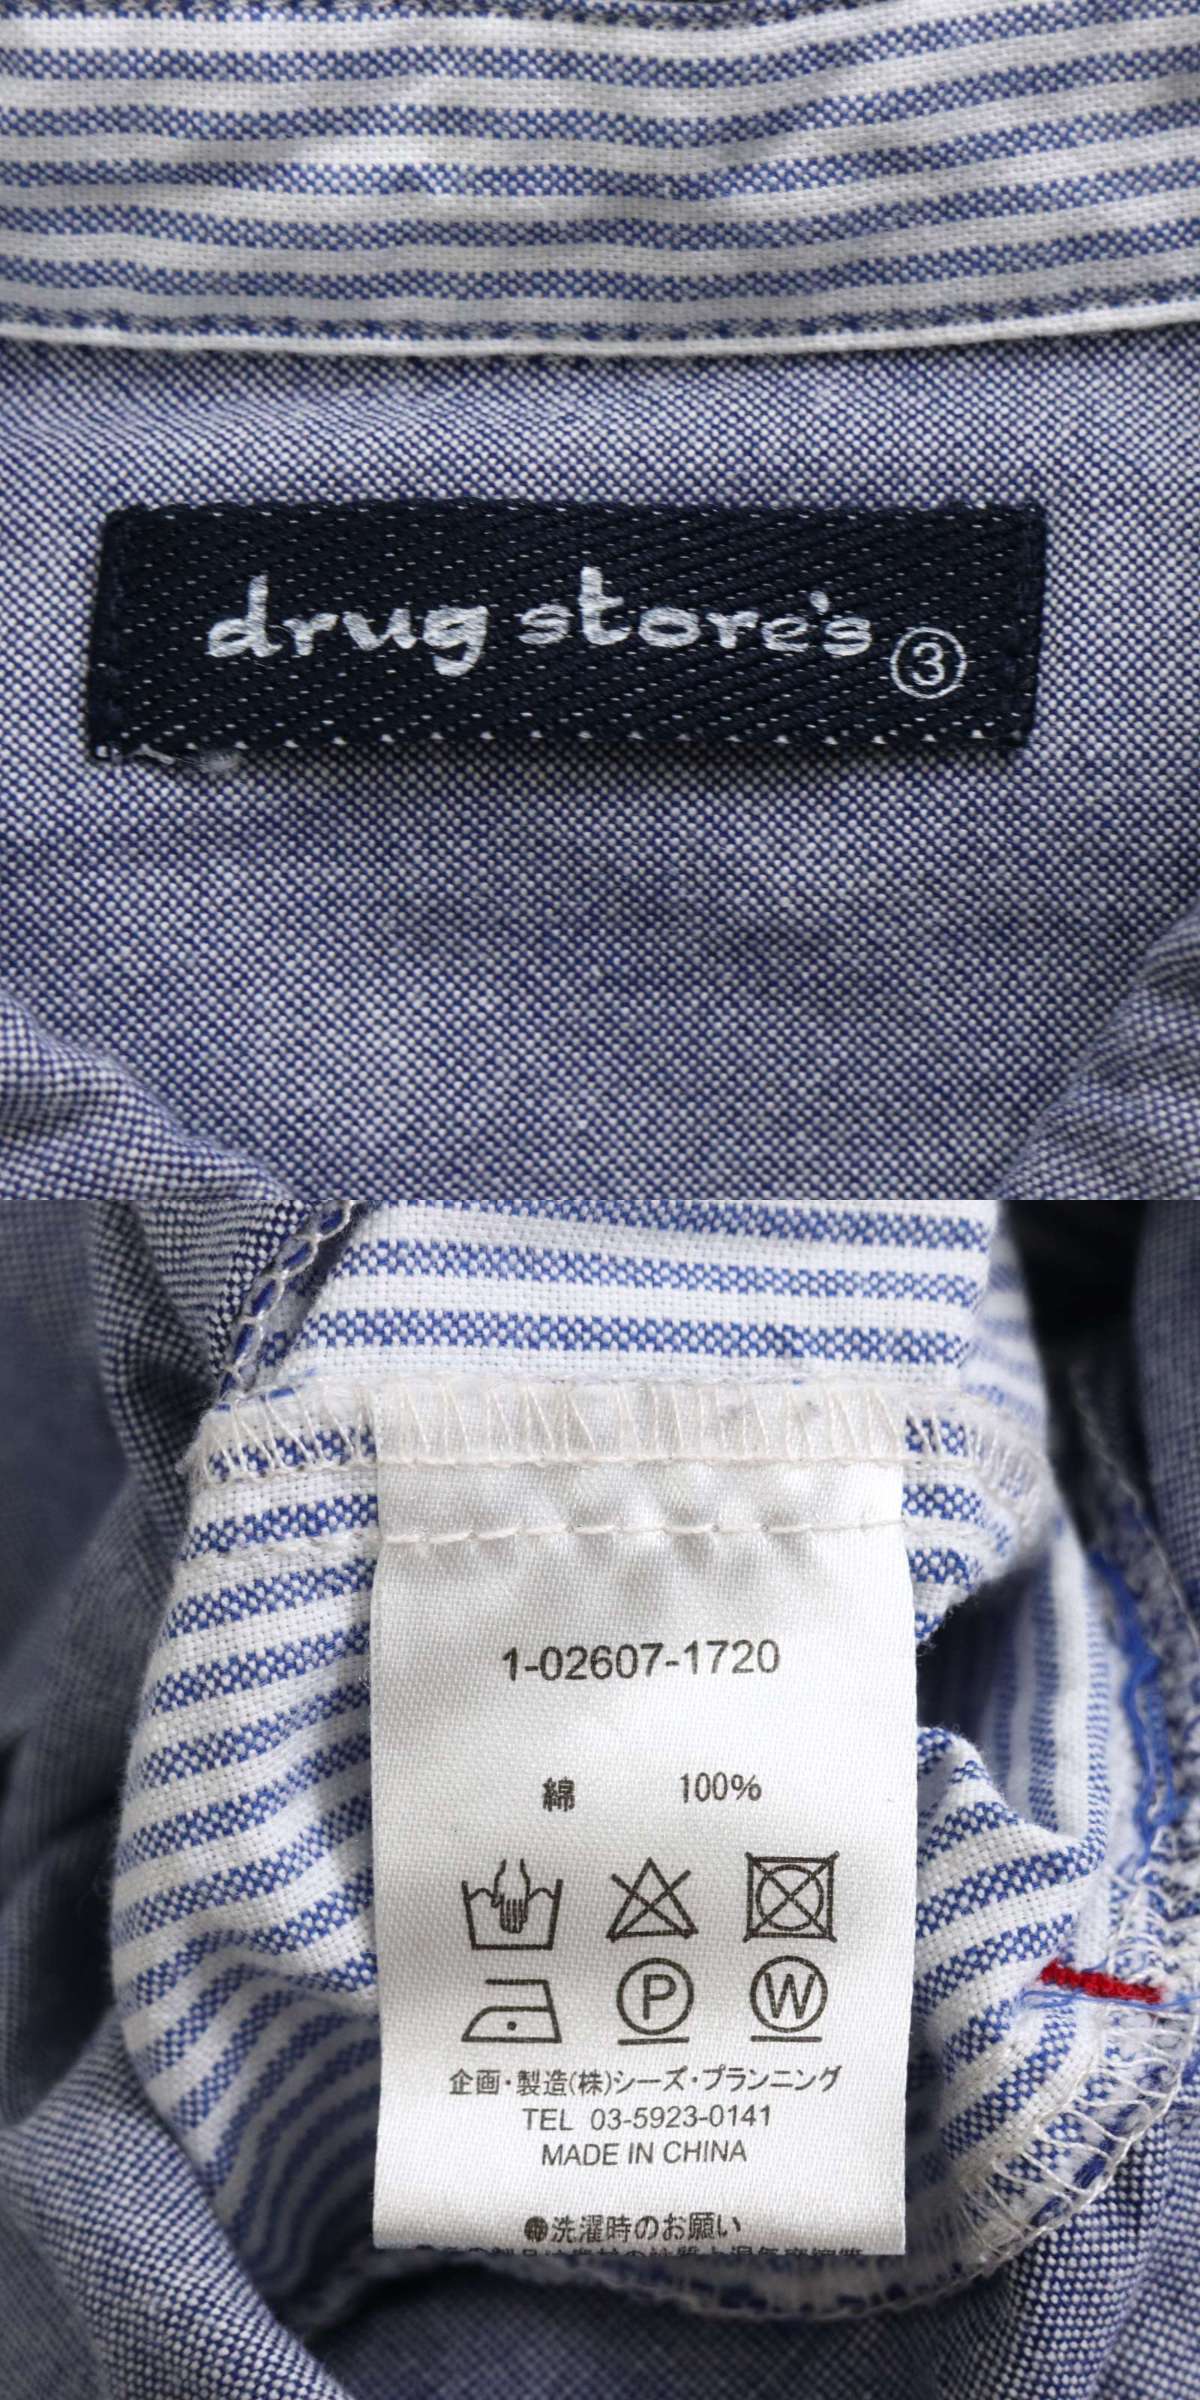 drug store's ③
1-02607-1720
綿 100%
P W
企画・製造(株)シーズ・プランニング
TEL 03-5923-0141
MADE IN CHINA
●洗濯時のお願い